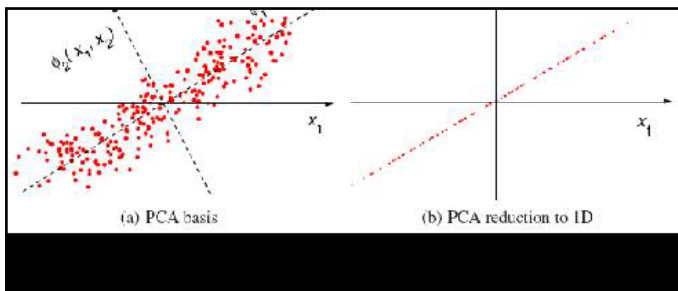 ϕ₂(x₁, x₂)
x₁
x₁
(a) PCA basis
(b) PCA reduction to 1D